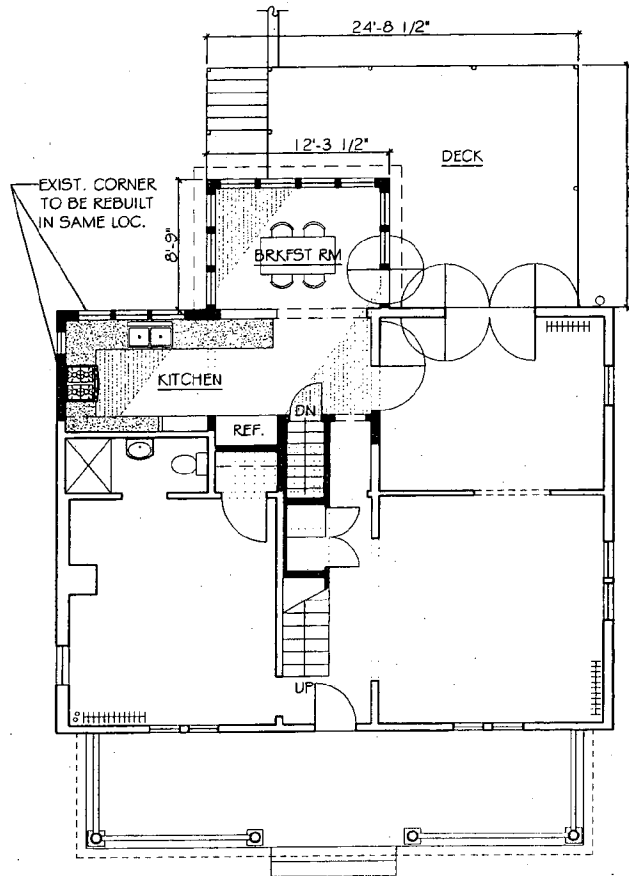 24'-8 1/2"
12'-3 1/2"
DECK
EXIST. CORNER
TO BE REBUILT
IN SAME LOC.
8'-9"
BRKFST RM
KITCHEN
DN
REF.
UP